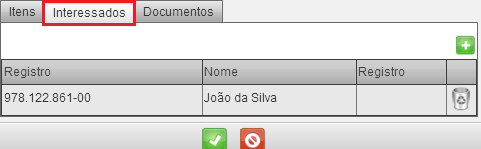 Itens Interessados Documentos
Registro Nome Registro
978.122.861-00 João da Silva